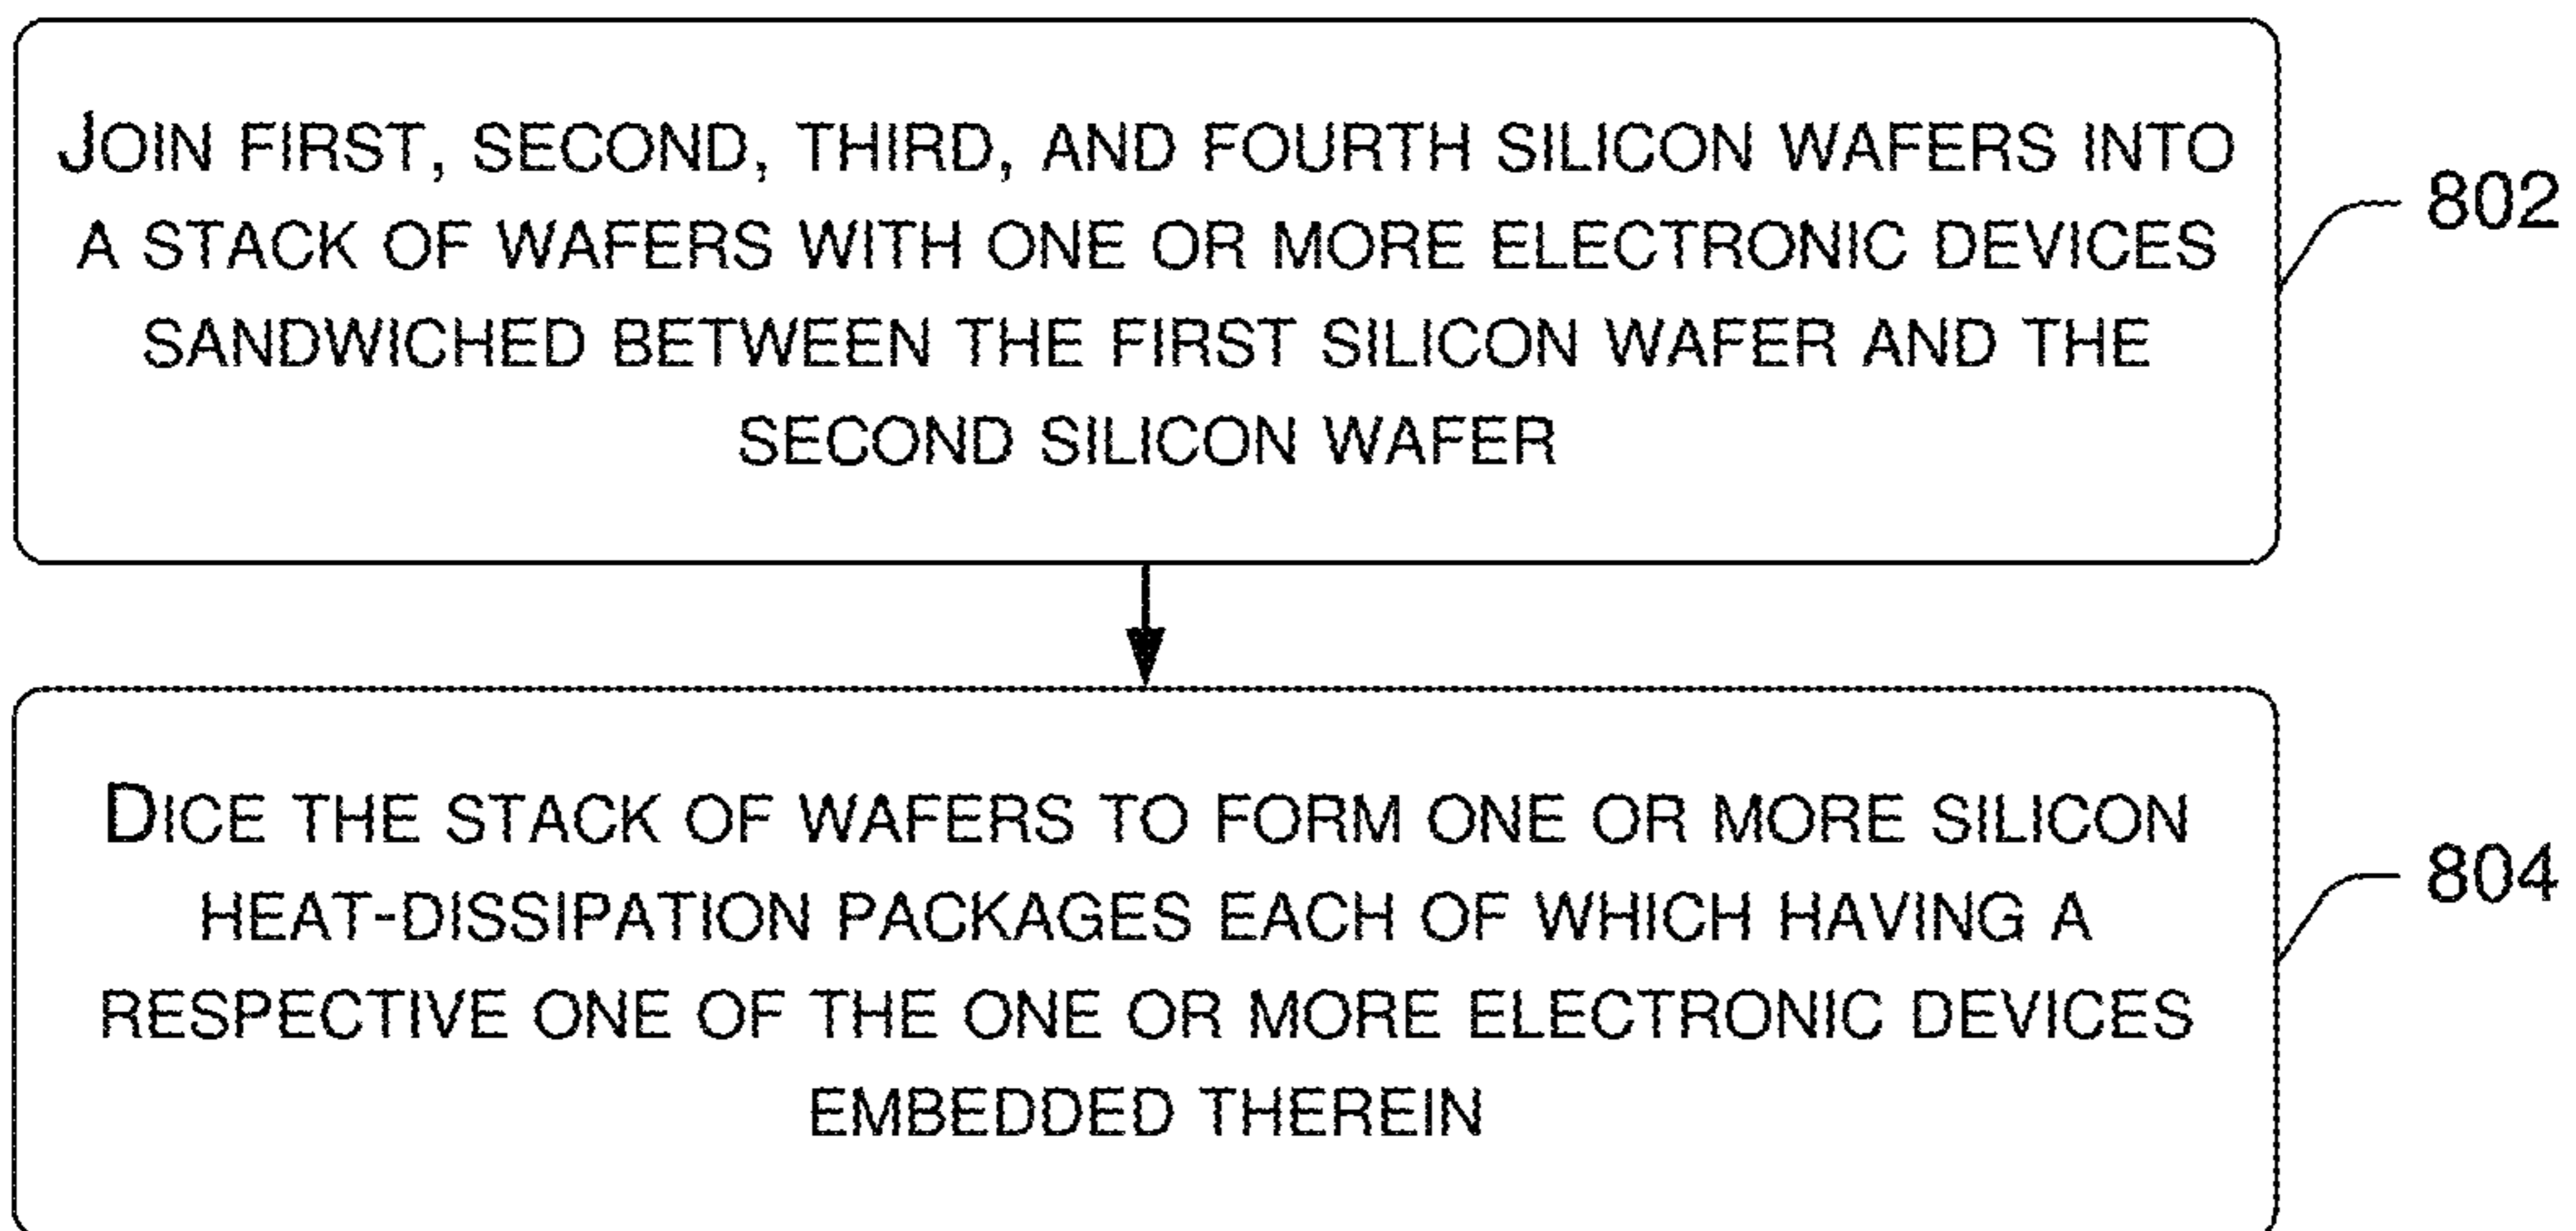 JOIN FIRST, SECOND, THIRD, AND FOURTH SILICON WAFERS INTO
A STACK OF WAFERS WITH ONE OR MORE ELECTRONIC DEVICES
SANDWICHED BETWEEN THE FIRST SILICON WAFER AND THE
SECOND SILICON WAFER
802
DICE THE STACK OF WAFERS TO FORM ONE OR MORE SILICON
HEAT-DISSIPATION PACKAGES EACH OF WHICH HAVING A
RESPECTIVE ONE OF THE ONE OR MORE ELECTRONIC DEVICES
EMBEDDED THEREIN
804